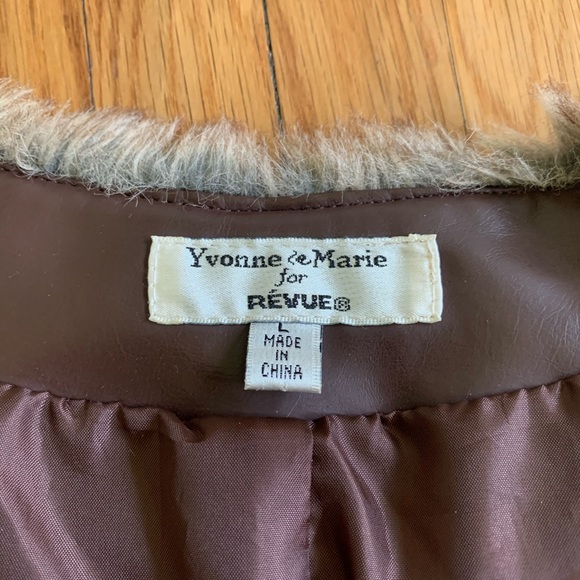 Yvonne & Marie
for
RÉVUE®
L
MADE
IN
CHINA